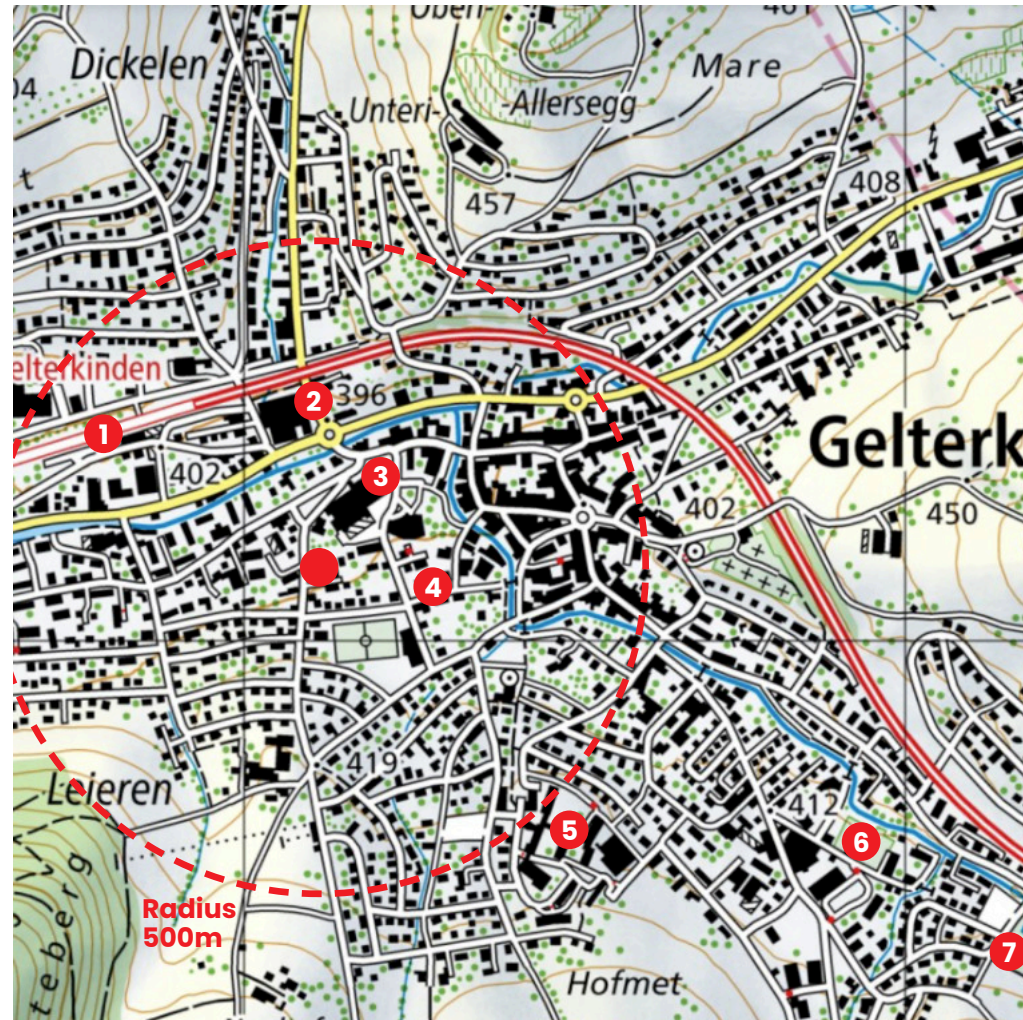 Dickelen
Mare
Unteri-
-Allersegg
t
457
408
elterkinden
1
2
396
3
402
Gelterk
402
450
4
Leieren
419
412
5
6
Radius
500m
teberg
Hofmet
7